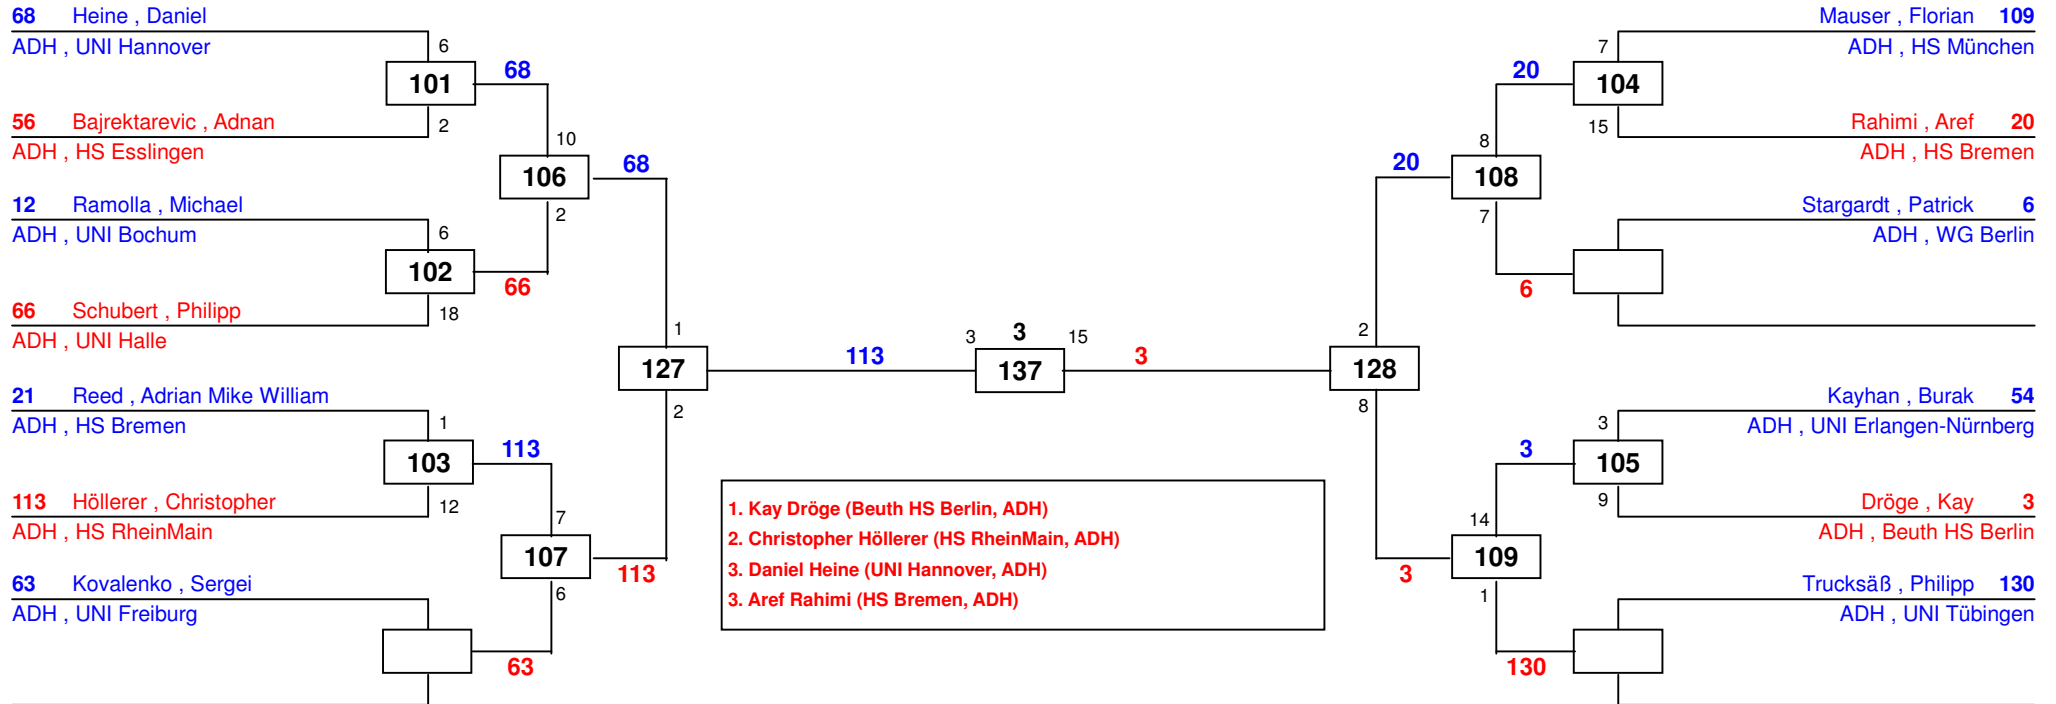 68 Heine , Daniel
ADH , UNI Hannover
6
101
68
56 Bajrektarevic , Adnan
2
ADH , HS Esslingen
10
106
68
12 Ramolla , Michael
2
ADH , UNI Bochum
6
102
66
66 Schubert , Philipp
18
ADH , UNI Halle
1
127
113
2
21 Reed , Adrian Mike William
ADH , HS Bremen
1
103
113
113 Höllerer , Christopher
12
ADH , HS RheinMain
7
107
113
6
63 Kovalenko , Sergei
ADH , UNI Freiburg
63
3 3 15
137
3
1. Kay Dröge (Beuth HS Berlin, ADH)
2. Christopher Höllerer (HS RheinMain, ADH)
3. Daniel Heine (UNI Hannover, ADH)
3. Aref Rahimi (HS Bremen, ADH)
Mauser , Florian 109
ADH , HS München
7
20
104
15
Rahimi , Aref 20
ADH , HS Bremen
8
20
108
7
Stargardt , Patrick 6
ADH , WG Berlin
6
2
128
8
Kayhan , Burak 54
3
ADH , UNI Erlangen-Nürnberg
3
105
9
Dröge , Kay 3
ADH , Beuth HS Berlin
14
109
3
1
Trucksäß , Philipp 130
ADH , UNI Tübingen
130